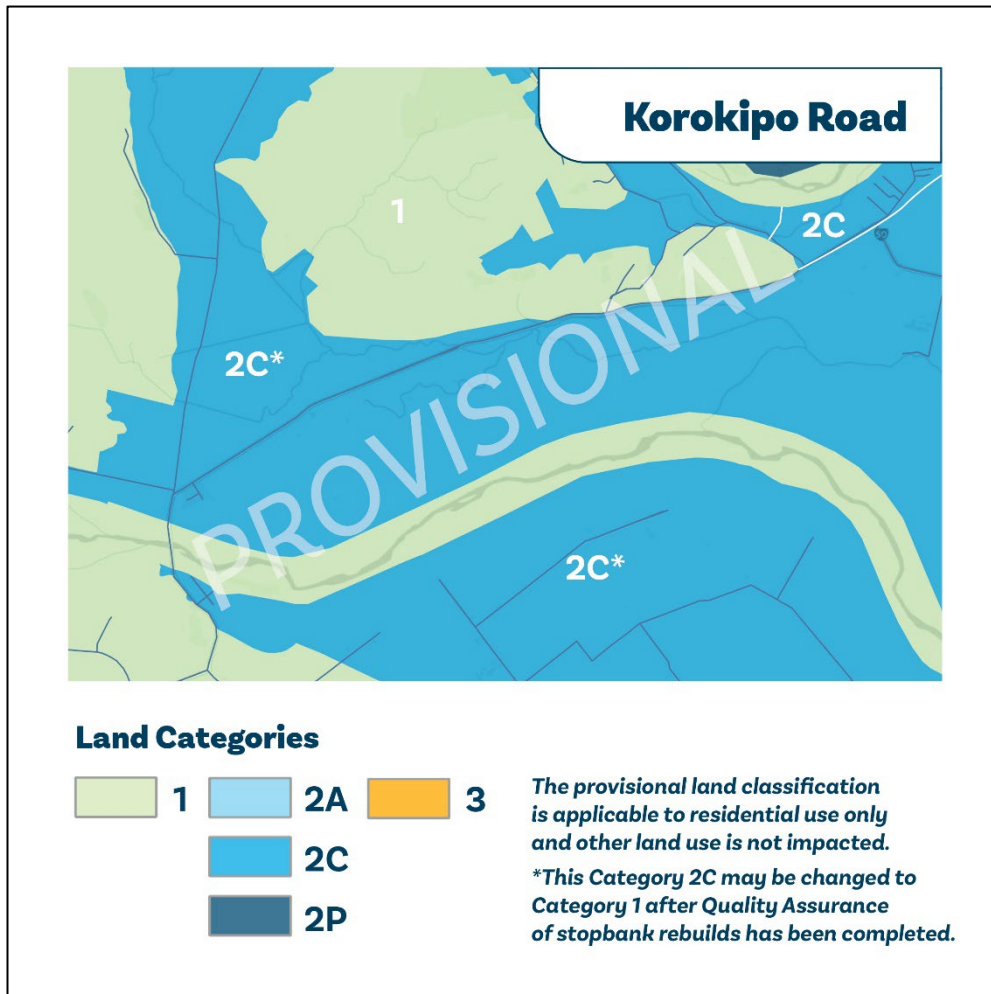 Korokipo Road
1
2C
2C*
PROVISIONAL
2C*
Land Categories
1
2A
3
2C
2P
The provisional land classification
is applicable to residential use only
and other land use is not impacted.
*This Category 2C may be changed to
Category 1 after Quality Assurance
of stopbank rebuilds has been completed.